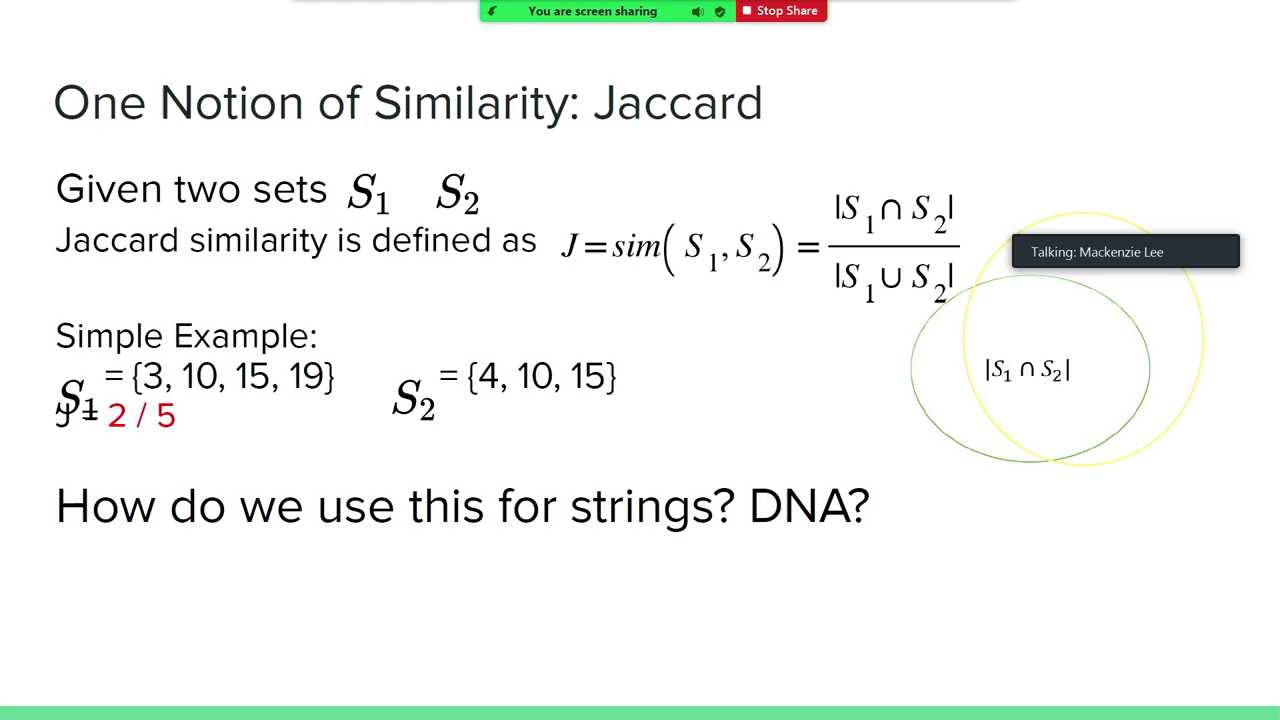 You are screen sharing Stop Share
One Notion of Similarity: Jaccard
Given two sets S₁ S₂
Jaccard similarity is defined as J = sim( S₁, S₂ ) = |S₁ ∩ S₂| / |S₁ ∪ S₂|
Talking: Mackenzie Lee
Simple Example:
S₁ = {3, 10, 15, 19} S₂ = {4, 10, 15}
|S₁ ∩ S₂|
J = 2 / 5
How do we use this for strings? DNA?